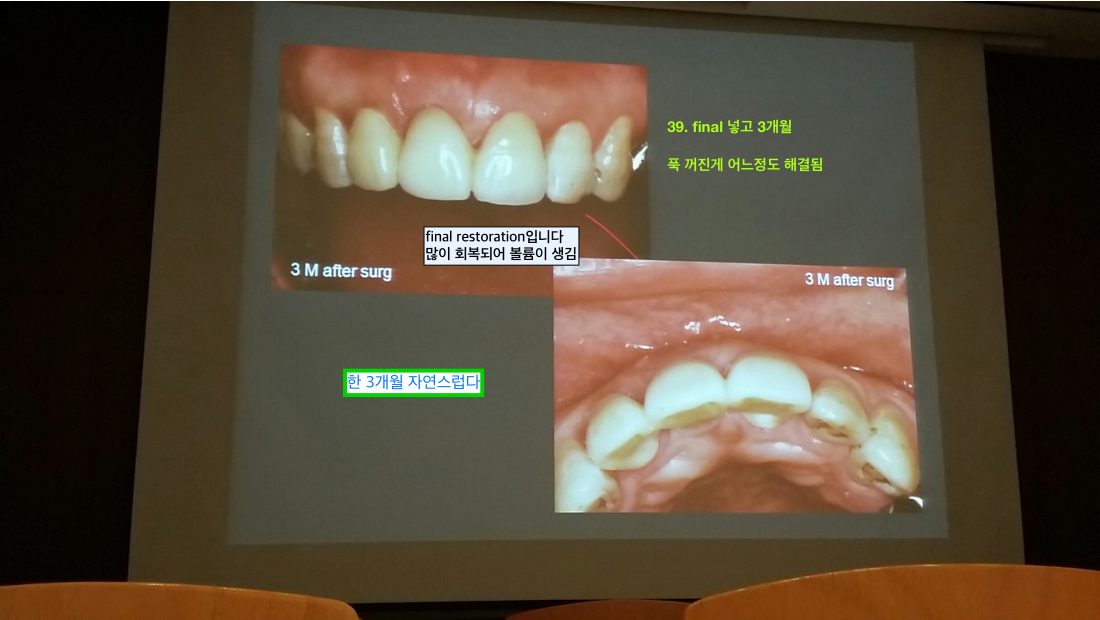 39. final 넣고 3개월
푹 꺼진게 어느정도 해결됨
final restoration입니다
많이 회복되어 볼륨이 생김
3 M after surg
3 M after surg
한 3개월 자연스럽다